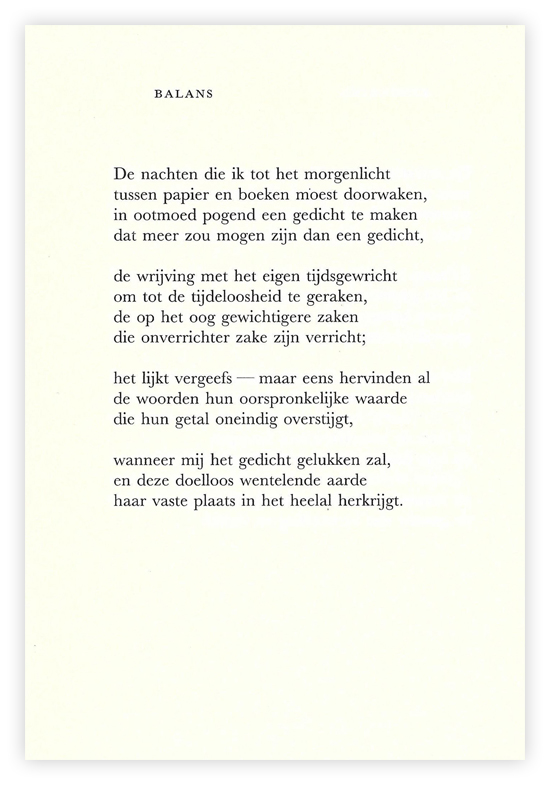 BALANS
De nachten die ik tot het morgenlicht
tussen papier en boeken moest doorwaken,
in ootmoed pogend een gedicht te maken
dat meer zou mogen zijn dan een gedicht,
de wrijving met het eigen tijdsgewricht
om tot de tijdeloosheid te geraken,
de op het oog gewichtigere zaken
die onverrichter zake zijn verricht;
het lijkt vergeefs — maar eens hervinden al
de woorden hun oorspronkelijke waarde
die hun getal oneindig overstijgt,
wanneer mij het gedicht gelukken zal,
en deze doelloos wentelende aarde
haar vaste plaats in het heelal herkrijgt.